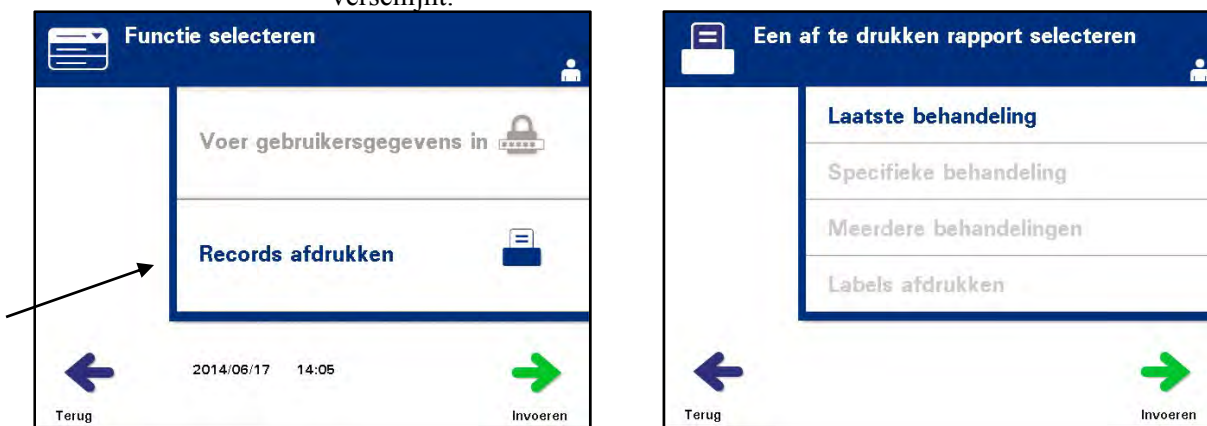 verschijnt.
Functie selecteren
Voer gebruikersgegevens in
Records afdrukken
2014/06/17 14:05
Terug
Invoeren
Een af te drukken rapport selecteren
Laatste behandeling
Specifieke behandeling
Meerdere behandelingen
Labels afdrukken
Terug
Invoeren